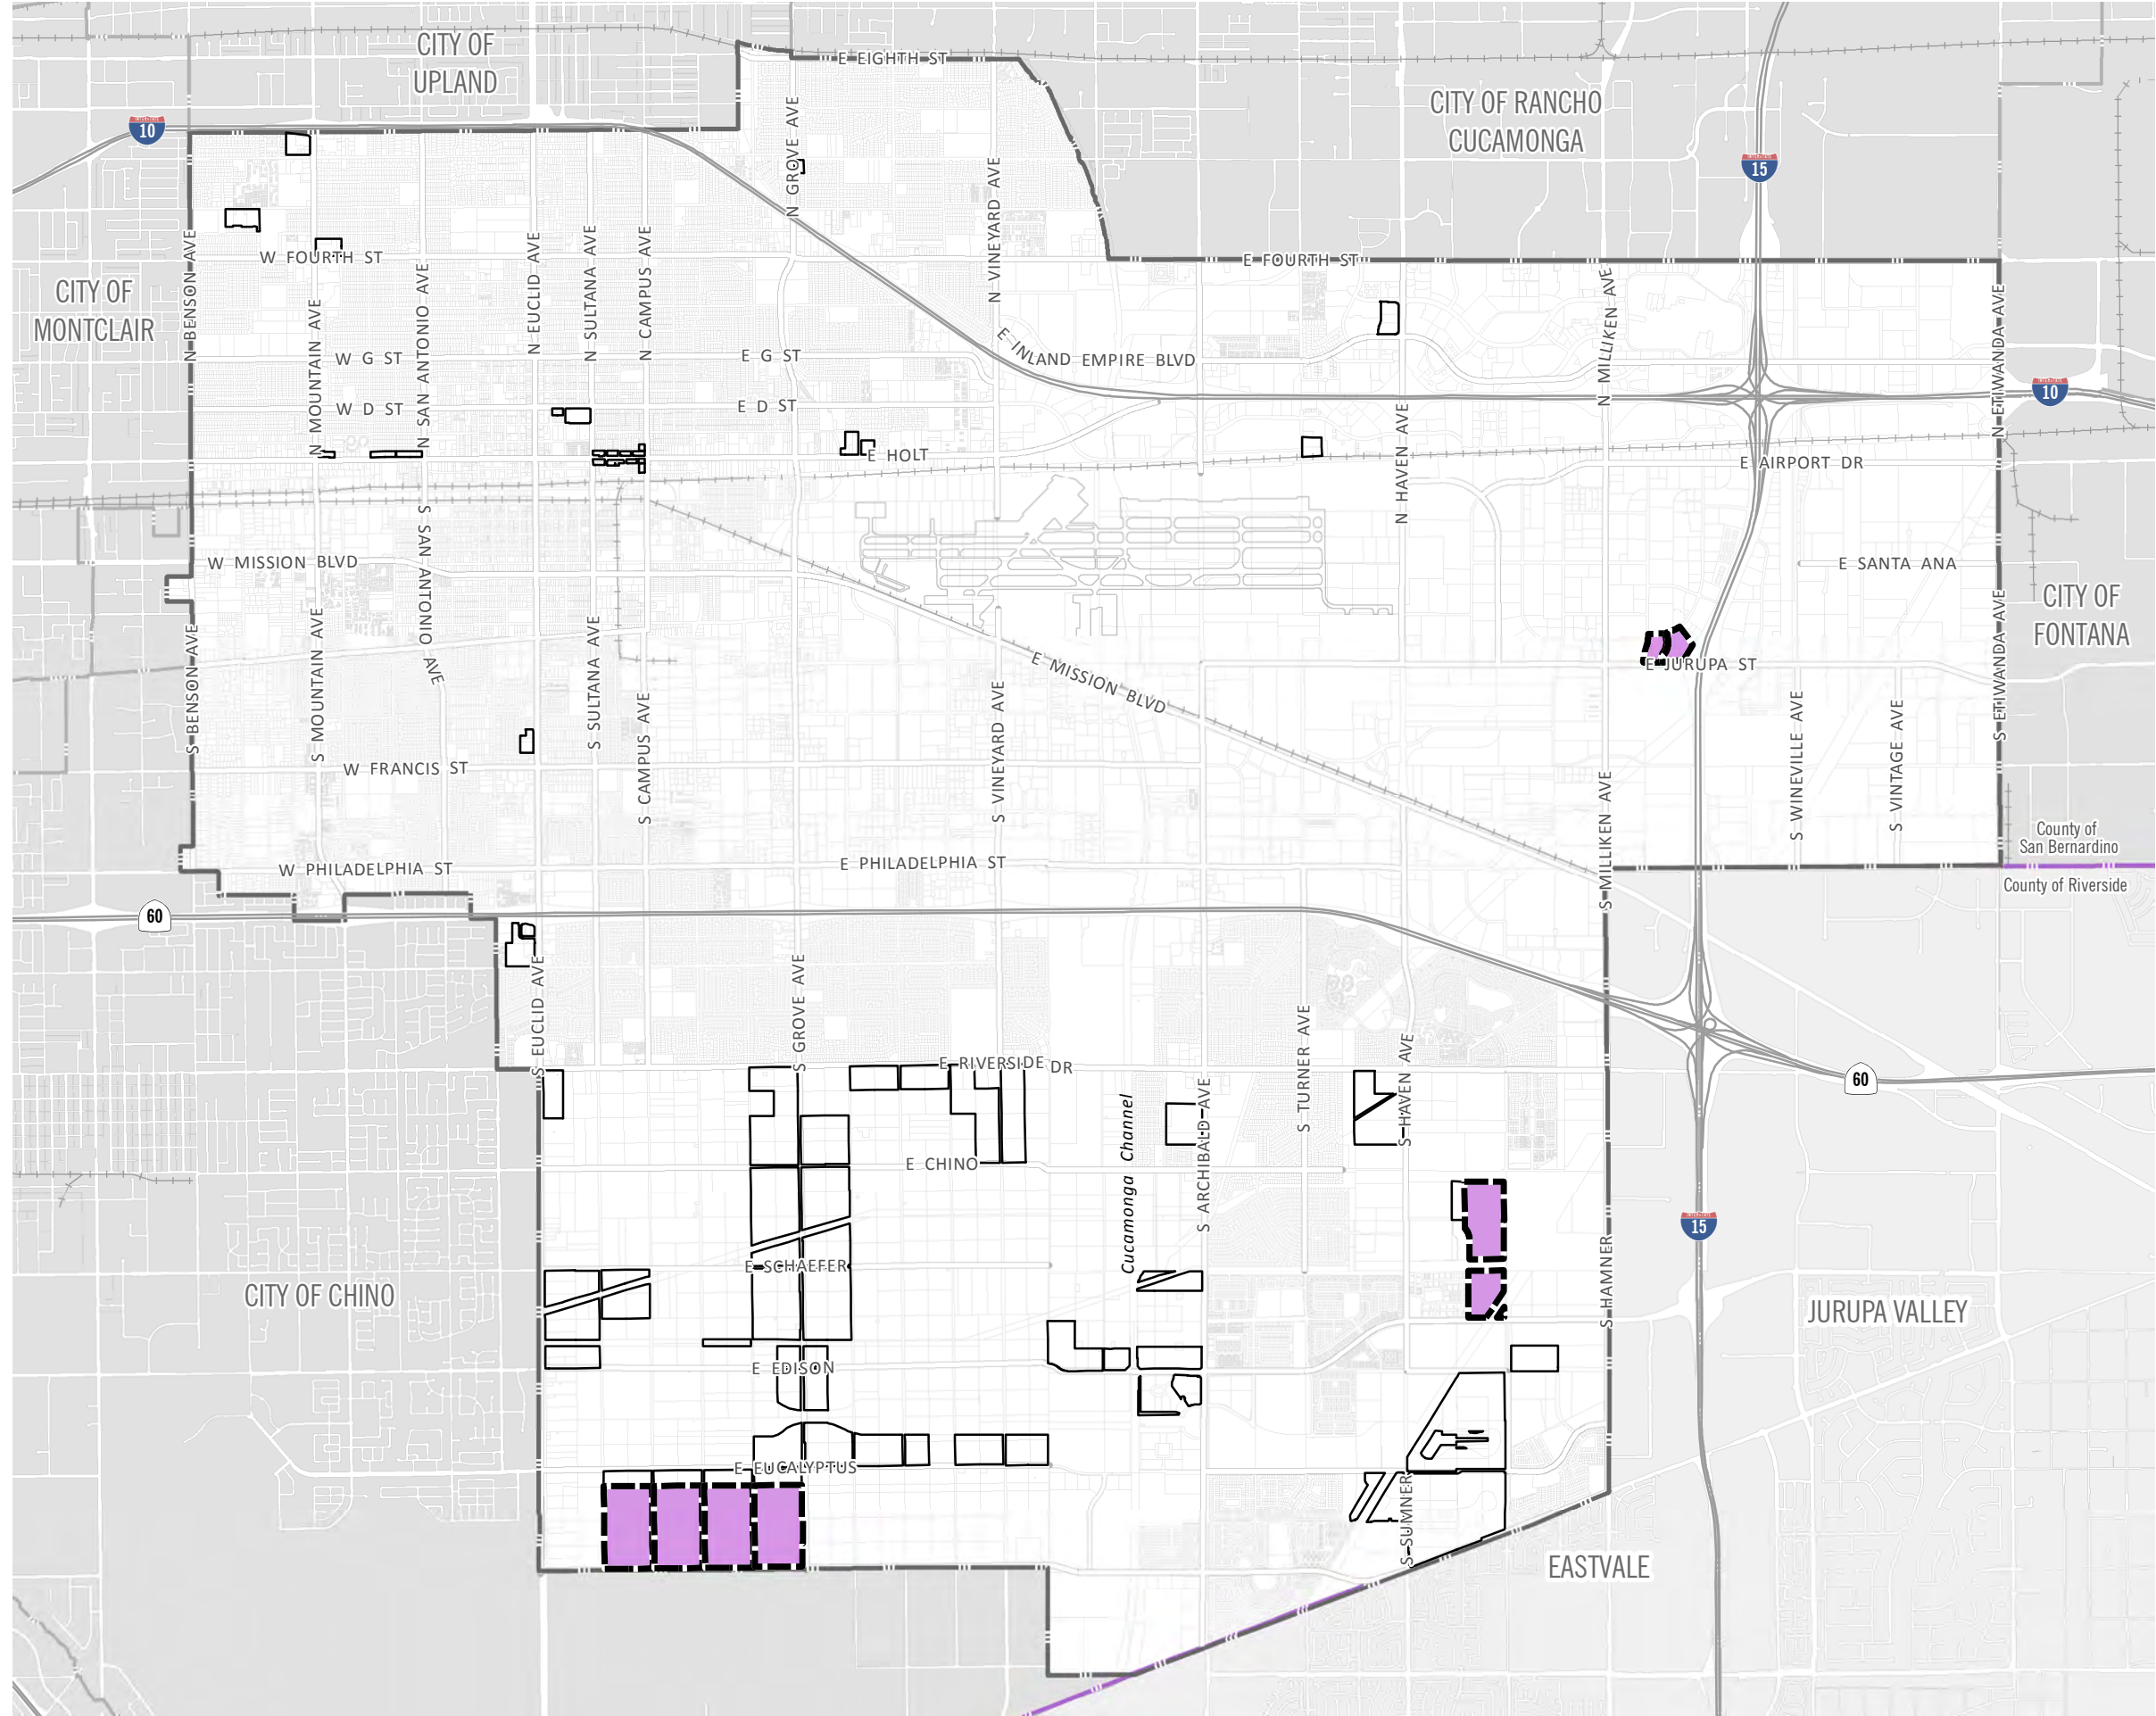 CITY OF
UPLAND
E EIGHTH ST
CITY OF RANCHO
CUCAMONGA
10
15
N GROVE AVE
N VINEYARD AVE
W FOURTH ST
E FOURTH ST
CITY OF
MONTCLAIR
N BENSON AVE
N MOUNTAIN AVE
N SAN ANTONIO AVE
N EUCLID AVE
N SULTANA AVE
N CAMPUS AVE
N MILLIKEN AVE
N ETIWANDA AVE
W G ST
E G ST
E INLAND EMPIRE BLVD
10
W D ST
E D ST
E HOLT
N HAVEN AVE
E AIRPORT DR
W MISSION BLVD
S SAN ANTONIO AVE
E SANTA ANA
CITY OF
FONTANA
S BENSON AVE
S MOUNTAIN AVE
S SULTANA AVE
S CAMPUS AVE
E MISSION BLVD
S VINEYARD AVE
E JURUPA ST
S WINEVILLE AVE
S VINTAGE AVE
S ETIWANDA AVE
W FRANCIS ST
S MILLIKEN AVE
County of
San Bernardino
County of Riverside
W PHILADELPHIA ST
E PHILADELPHIA ST
60
S EUCLID AVE
S GROVE AVE
E RIVERSIDE DR
S TURNER AVE
S HAVEN AVE
60
Cucamonga Channel
S ARCHIBALD AVE
E CHINO
15
E SCHAEFER
S HAMNER
CITY OF CHINO
JURUPA VALLEY
E EDISON
E EUCALYPTUS
S SUMNER
EASTVALE